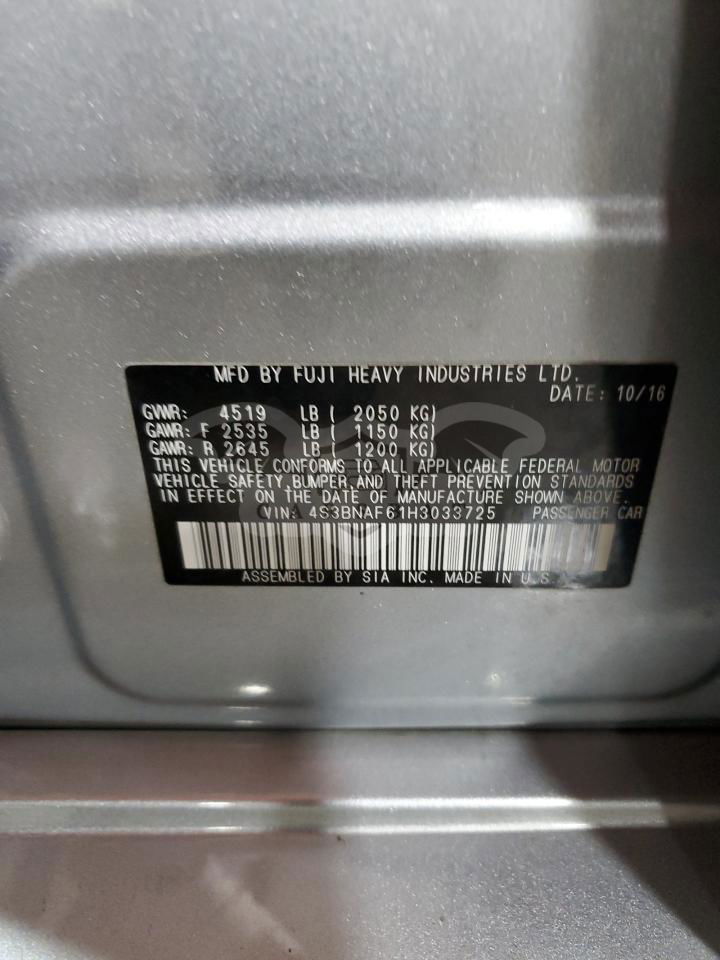 MFD BY FUJI HEAVY INDUSTRIES LTD.
DATE: 10/16
GVWR: 4519 LB ( 2050 KG)
GAWR: F 2535 LB ( 1150 KG)
GAWR: R 2645 LB ( 1200 KG)
THIS VEHICLE CONFORMS TO ALL APPLICABLE FEDERAL MOTOR
VEHICLE SAFETY,BUMPER,AND THEFT PREVENTION STANDARDS
IN EFFECT ON THE DATE OF MANUFACTURE SHOWN ABOVE.
VIN: 4S3BNAF61H3033725 PASSENGER CAR
ASSEMBLED BY SIA INC. MADE IN U.S.